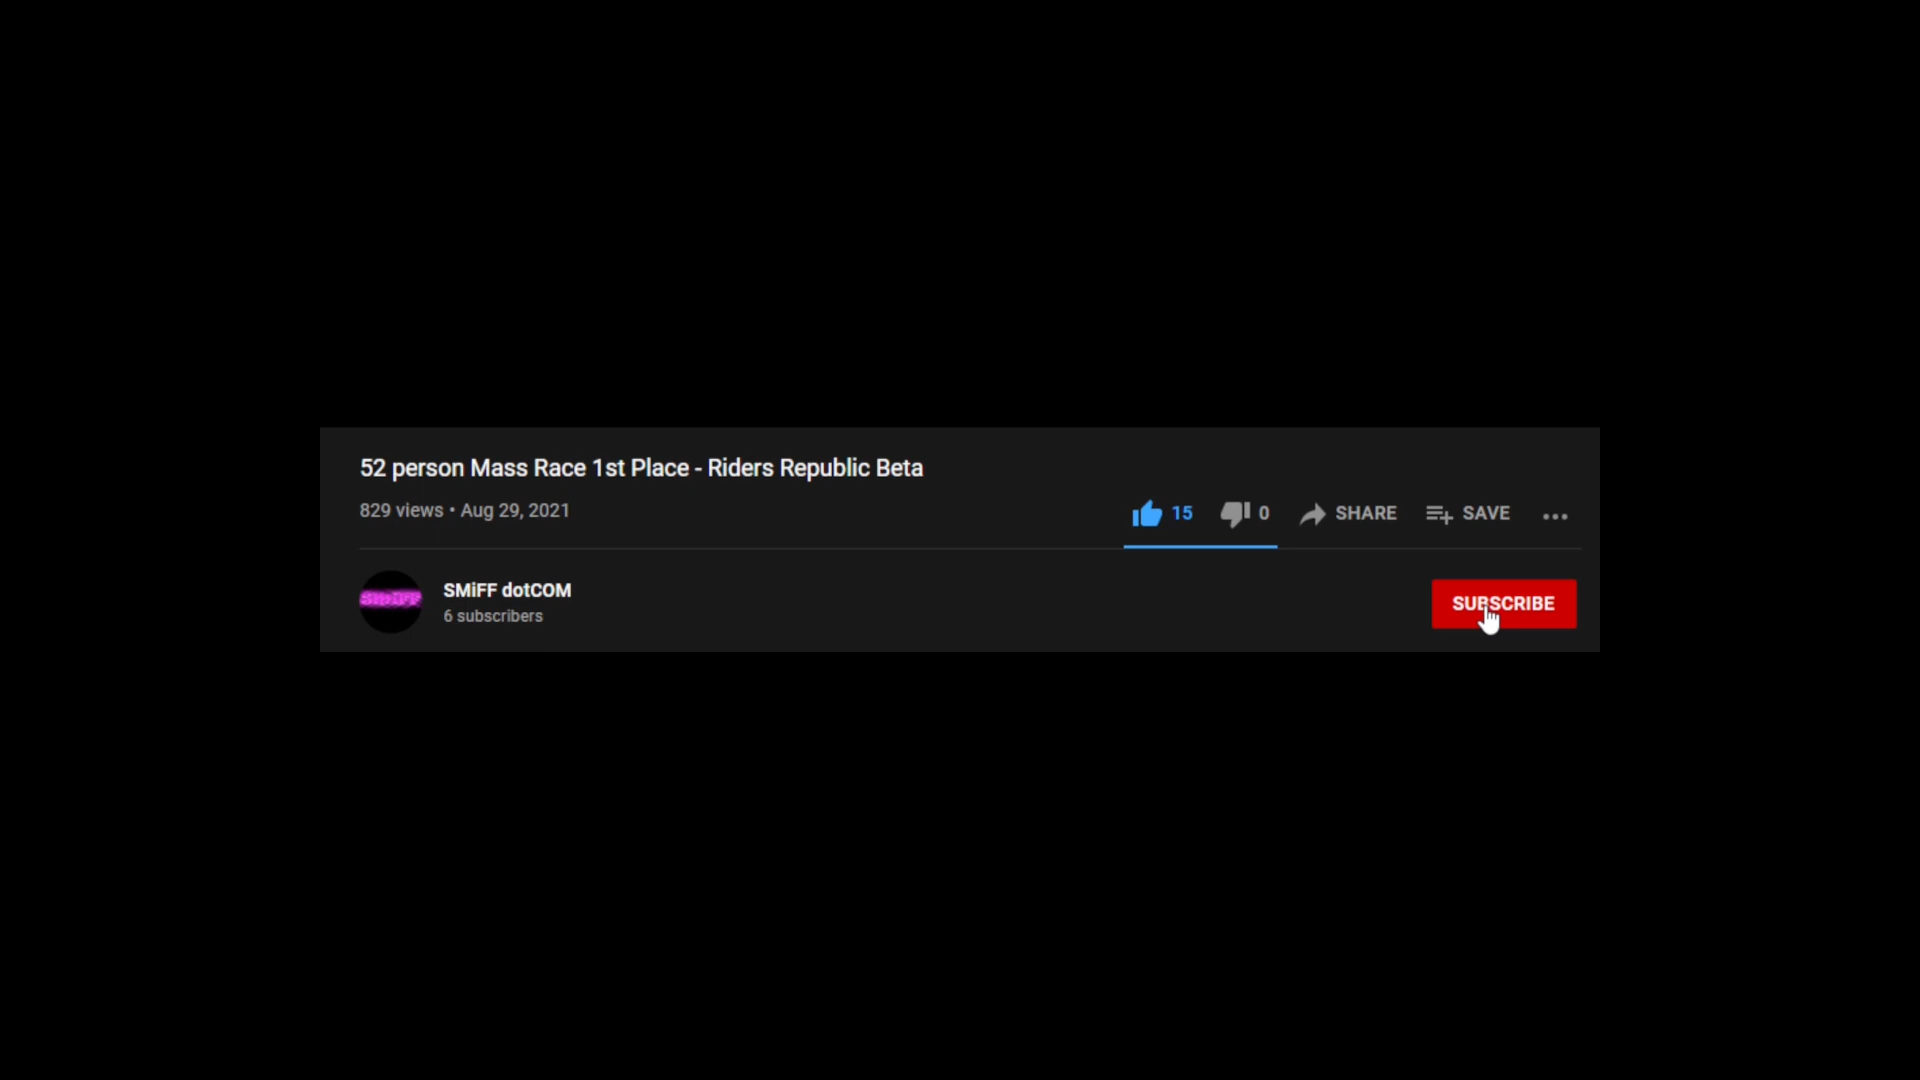 52 person Mass Race 1st Place - Riders Republic Beta
829 views • Aug 29, 2021
15 0 SHARE SAVE
SMiFF
SMiFF dotCOM
6 subscribers
SUBSCRIBE